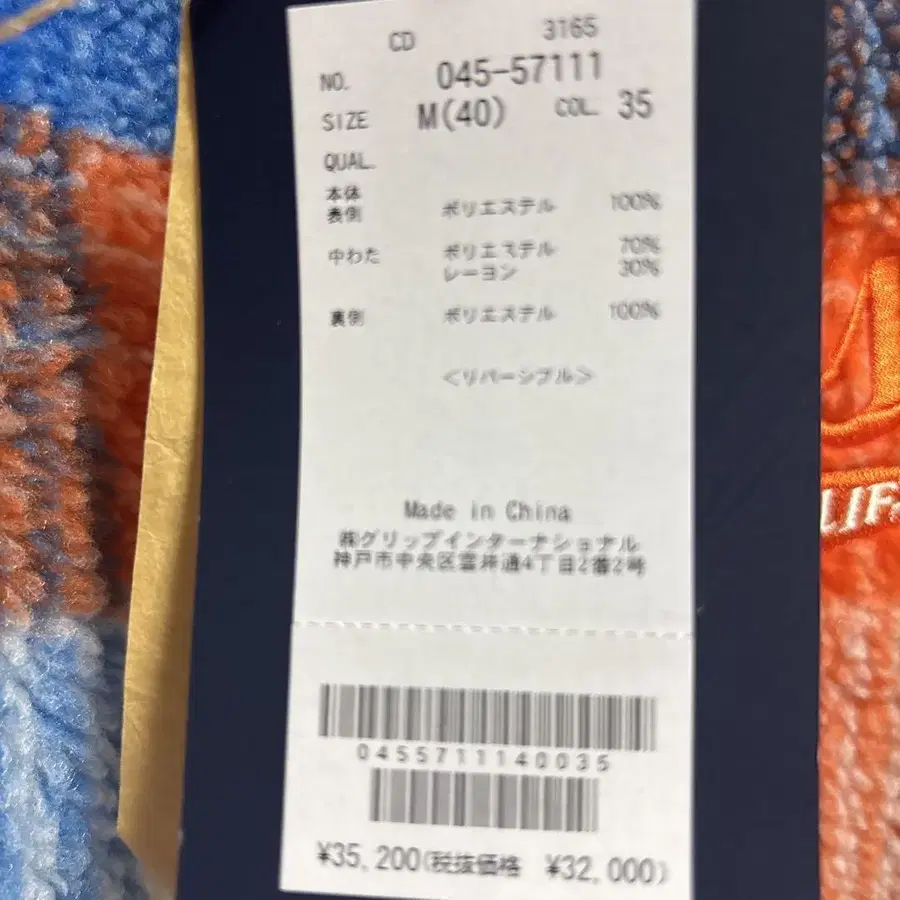 CD 3165
NO. 045-57111
SIZE M(40) COL. 35
QUAL.
本体
表側 ポリエステル 100%
中わた ポリエステル 70%
レーヨン 30%
裏側 ポリエステル 100%
<リバーシブル>
Made in China
㈱グリップインターナショナル
神戸市中央区雲井通4丁目2番2号
0455711140035
¥35,200(税抜価格 ¥32,000)